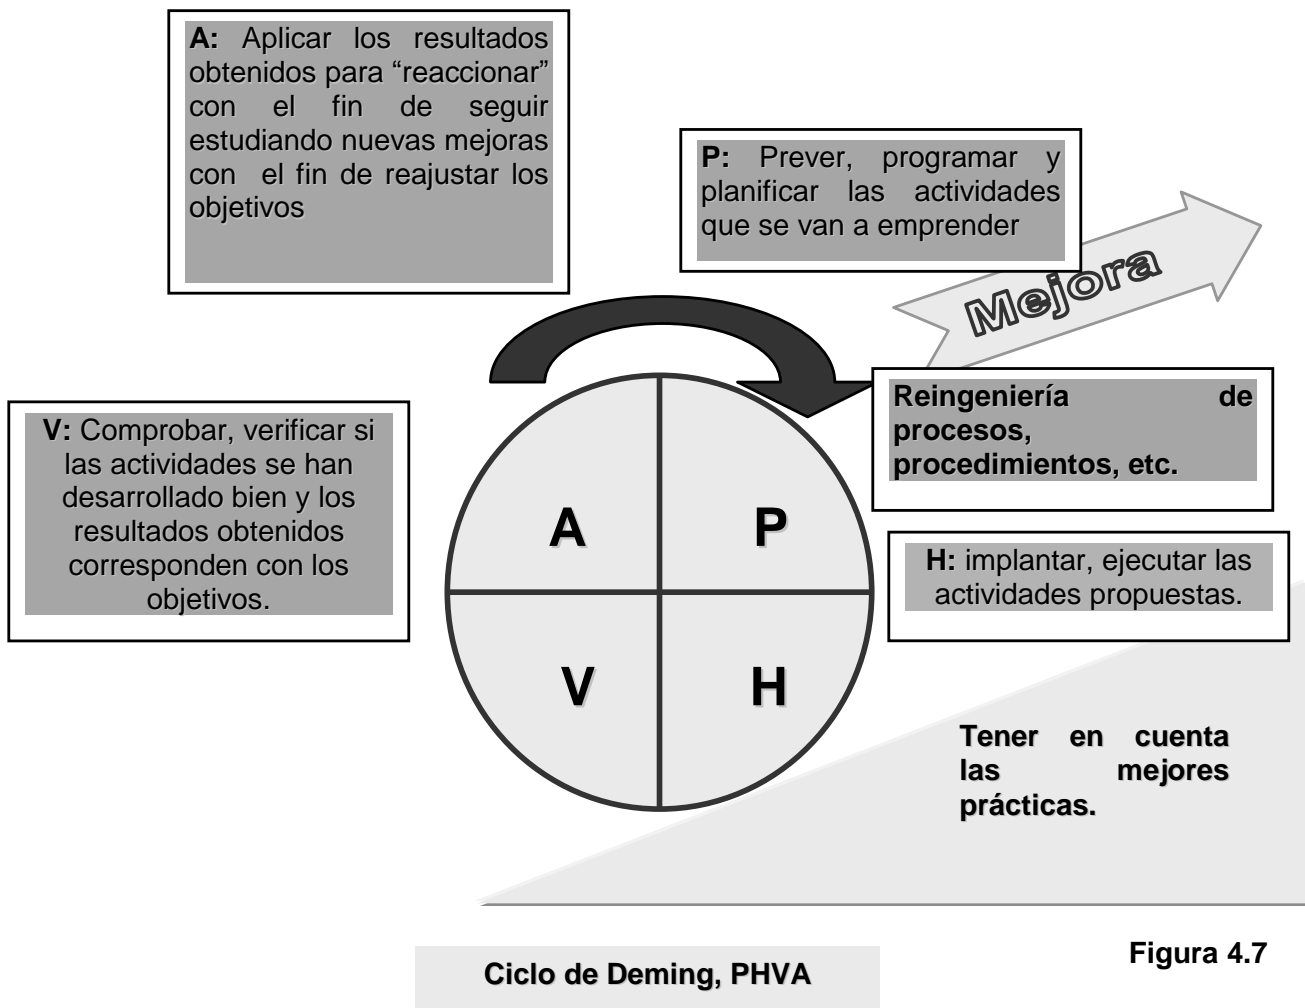 A: Aplicar los resultados
obtenidos para “reaccionar”
con el fin de seguir
estudiando nuevas mejoras
con el fin de reajustar los
objetivos
P: Prever, programar y
planificar las actividades
que se van a emprender
Mejora
Reingeniería de
procesos,
procedimientos, etc.
V: Comprobar, verificar si
las actividades se han
desarrollado bien y los
resultados obtenidos
corresponden con los
objetivos.
A
P
H: implantar, ejecutar las
actividades propuestas.
V
H
Tener en cuenta
las mejores
prácticas.
Figura 4.7
Ciclo de Deming, PHVA